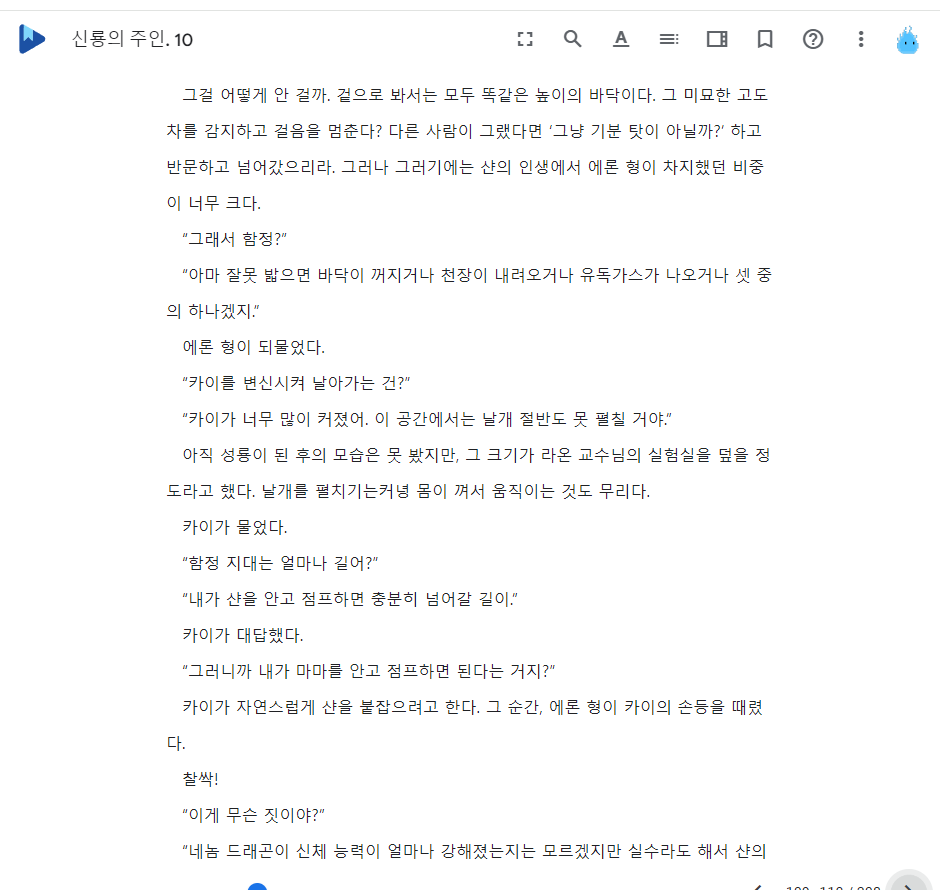 신룡의 주인. 10
그걸 어떻게 안 걸까. 겉으로 봐서는 모두 똑같은 높이의 바닥이다. 그 미묘한 고도
차를 감지하고 걸음을 멈춘다? 다른 사람이 그랬다면 ‘그냥 기분 탓이 아닐까?’ 하고
반문하고 넘어갔으리라. 그러나 그러기에는 샨의 인생에서 에론 형이 차지했던 비중
이 너무 크다.
“그래서 함정?”
“아마 잘못 밟으면 바닥이 꺼지거나 천장이 내려오거나 유독가스가 나오거나 셋 중
의 하나겠지.”
에론 형이 되물었다.
“카이를 변신시켜 날아가는 건?”
“카이가 너무 많이 커졌어. 이 공간에서는 날개 절반도 못 펼칠 거야.”
아직 성룡이 된 후의 모습은 못 봤지만, 그 크기가 라온 교수님의 실험실을 덮을 정
도라고 했다. 날개를 펼치기는커녕 몸이 껴서 움직이는 것도 무리다.
카이가 물었다.
“함정 지대는 얼마나 길어?”
“내가 샨을 안고 점프하면 충분히 넘어갈 길이.”
카이가 대답했다.
“그러니까 내가 마마를 안고 점프하면 된다는 거지?”
카이가 자연스럽게 샨을 붙잡으려고 한다. 그 순간, 에론 형이 카이의 손등을 때렸
다.
찰싹!
“이게 무슨 짓이야?”
“네놈 드래곤이 신체 능력이 얼마나 강해졌는지는 모르겠지만 실수라도 해서 샨의